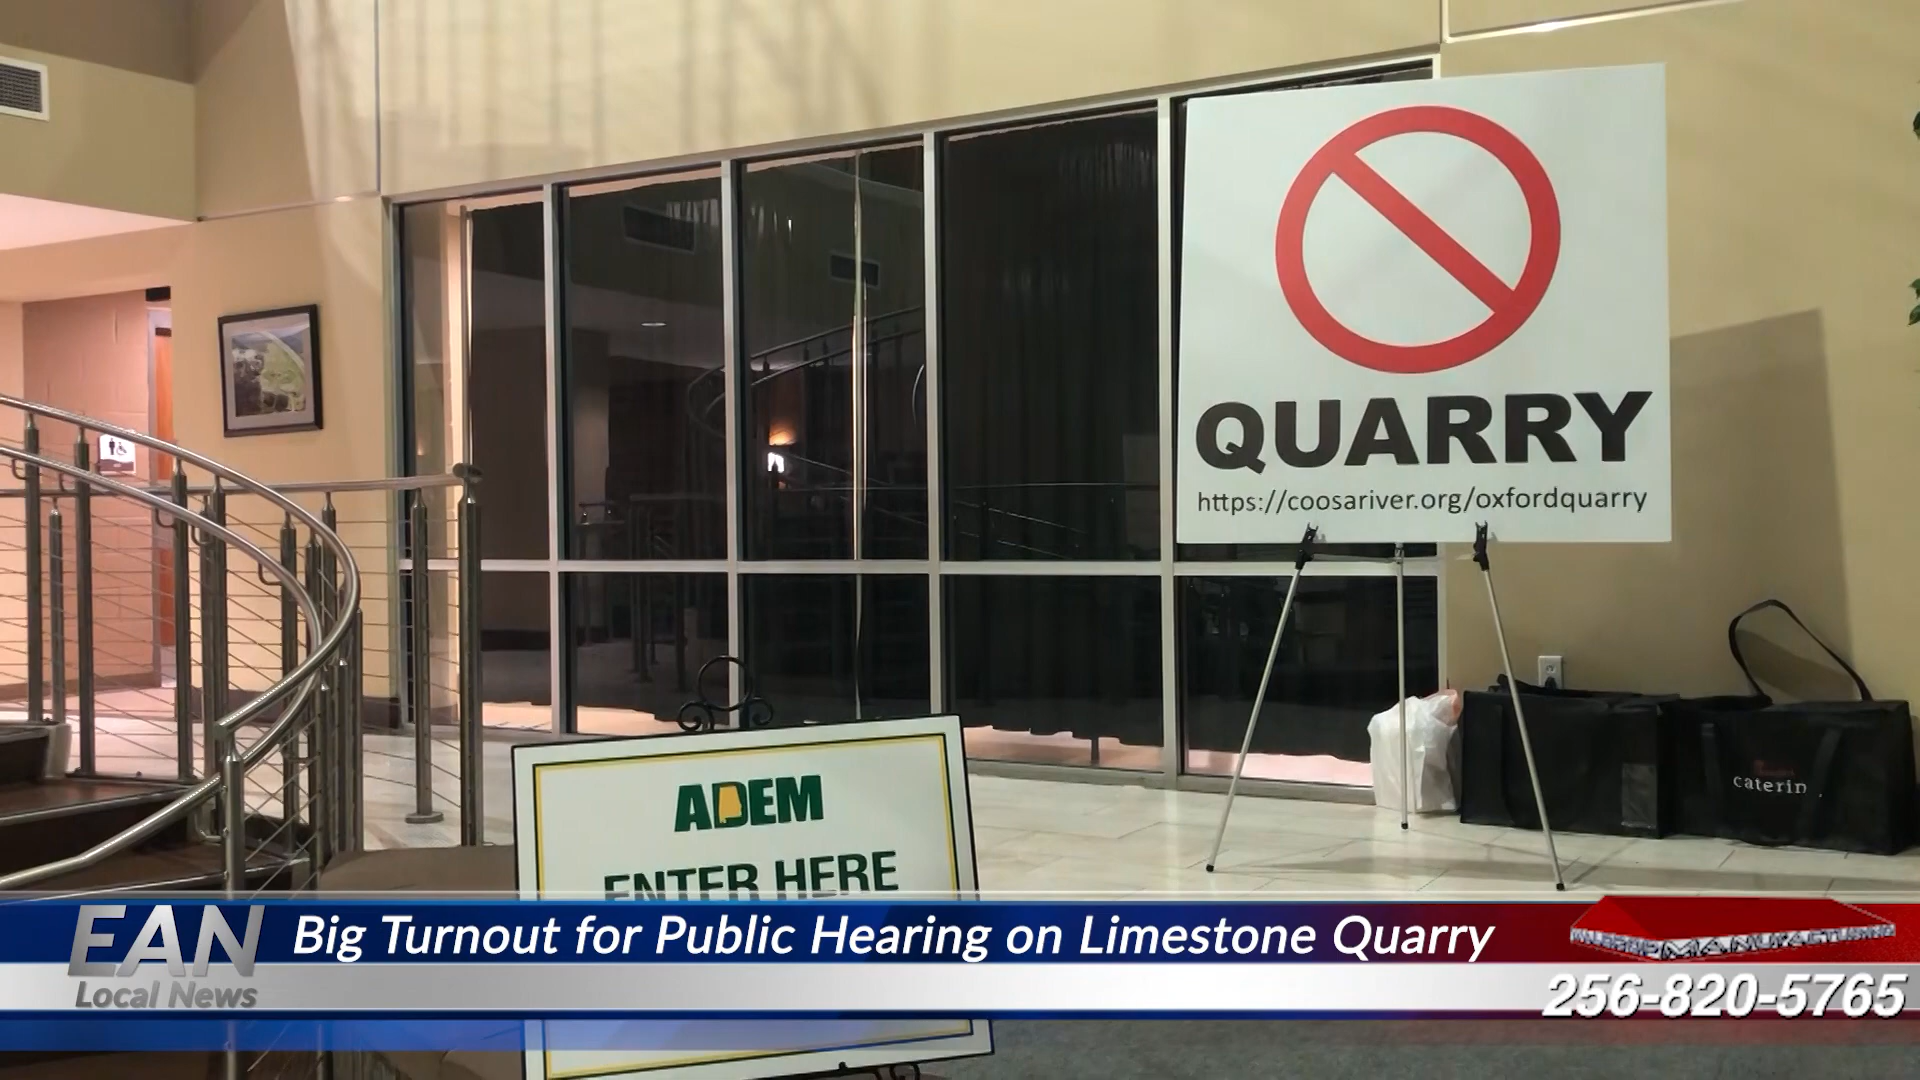 QUARRY
https://coosariver.org/oxfordquarry
caterin
ADEM
ENTER HERE
EAN
Local News
Big Turnout for Public Hearing on Limestone Quarry
MANUFACTURING
256-820-5765